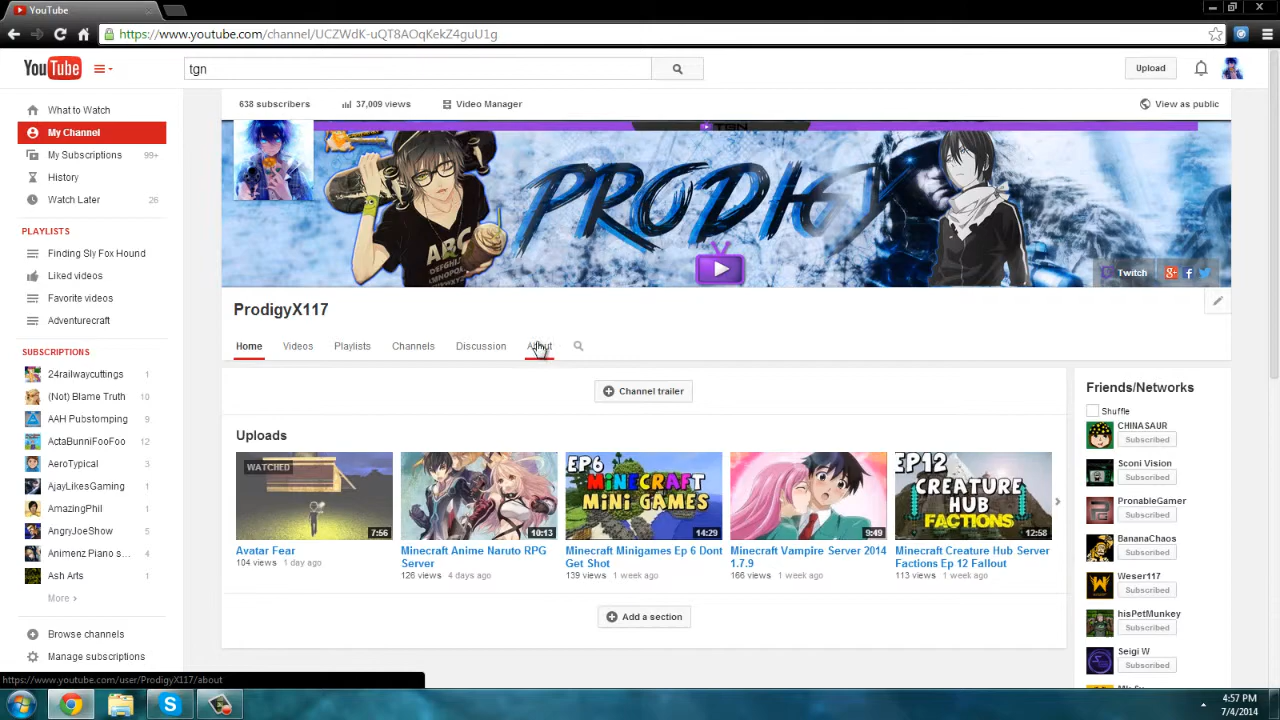 YouTube
https://www.youtube.com/channel/UCZWdK-uQT8AOqKekZ4guU1g
YouTube
tgn
Upload
What to Watch
My Channel
My Subscriptions 99+
History
Watch Later 26
PLAYLISTS
Finding Sly Fox Hound
Liked videos
Favorite videos
Adventurecraft
SUBSCRIPTIONS
24railwaycuttings 1
(Not) Blame Truth 10
AAH Pubstomping 9
ActaBunniFooFoo 12
AeroTypical 3
AjayLikesGaming 1
AmazingPhil 1
AngryJoeShow 5
Animenz Piano s... 4
Ash Arts 1
More
Browse channels
Manage subscriptions
638 subscribers 37,009 views Video Manager View as public
TGN
PRODIGY
ABC
DEFGHIJ
Twitch
ProdigyX117
Home Videos Playlists Channels Discussion About
Channel trailer
Uploads
WATCHED
7:56
10:13
EP6
MINECRAFT
MINI GAMES
14:29
9:49
EP12
CREATURE
HUB
FACTIONS
12:58
Avatar Fear
104 views 1 day ago
Minecraft Anime Naruto RPG
Server
126 views 4 days ago
Minecraft Minigames Ep 6 Dont
Get Shot
139 views 1 week ago
Minecraft Vampire Server 2014
1.7.9
166 views 1 week ago
Minecraft Creature Hub Server
Factions Ep 12 Fallout
113 views 1 week ago
Add a section
Friends/Networks
Shuffle
CHINASAUR
Subscribed
Sconi Vision
Subscribed
PronableGamer
Subscribed
BananaChaos
Subscribed
Weser117
Subscribed
hisPetMunkey
Subscribed
Seigi W
Subscribed
https://www.youtube.com/user/ProdigyX117/about
4:57 PM
7/4/2014